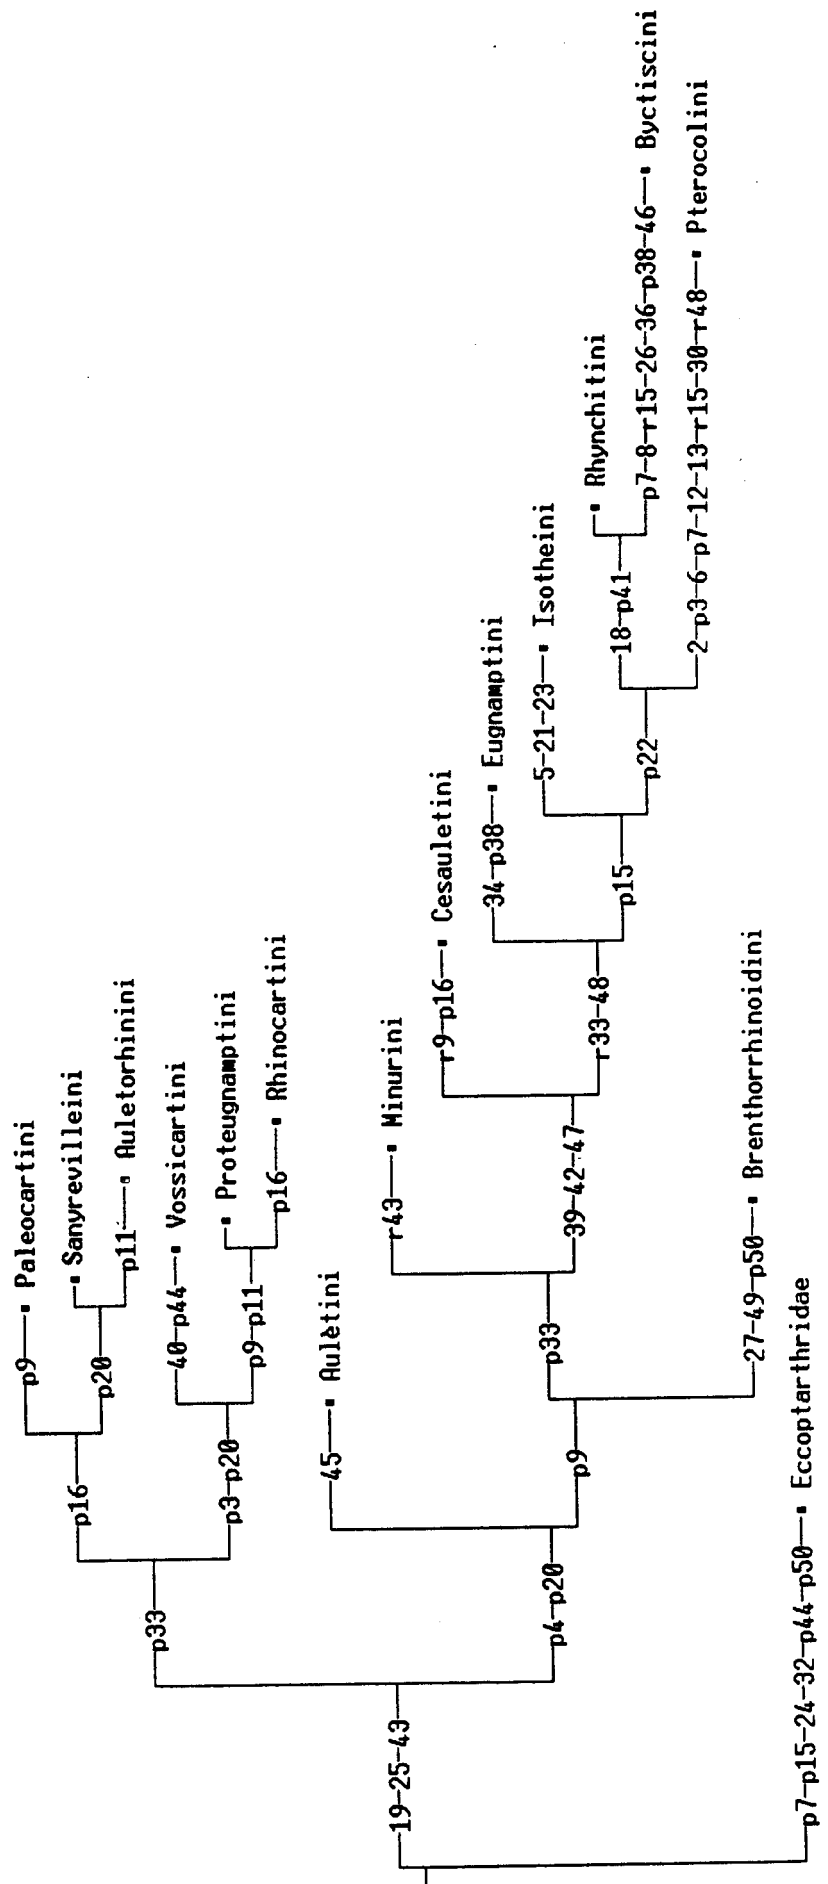 p9—▪ Paleocartini
p16
▪ Sanyrevilleini
p20
p11—▪ Auletorhinini
p33
40-p44—▪ Vossicartini
p3-p20
▪ Proteugnamptini
p9-p11
p16—▪ Rhinocartini
19-25-43
45—▪ Auletini
p4-p20
r43—▪ Minurini
p33
r9-p16—▪ Cesauletini
39-42-47
34-p38—▪ Eugnamptini
r33-48
5-21-23—▪ Isotheini
p15
▪ Rhynchitini
18-p41
p7-8-r15-26-36-p38-46—▪ Byctiscini
p22
2-p3-6-p7-12-13-r15-30-r48—▪ Pterocolini
p9
27-49-p50—▪ Brenthorrhinoidini
p7-p15-24-32-p44-p50—▪ Eccoptarthridae